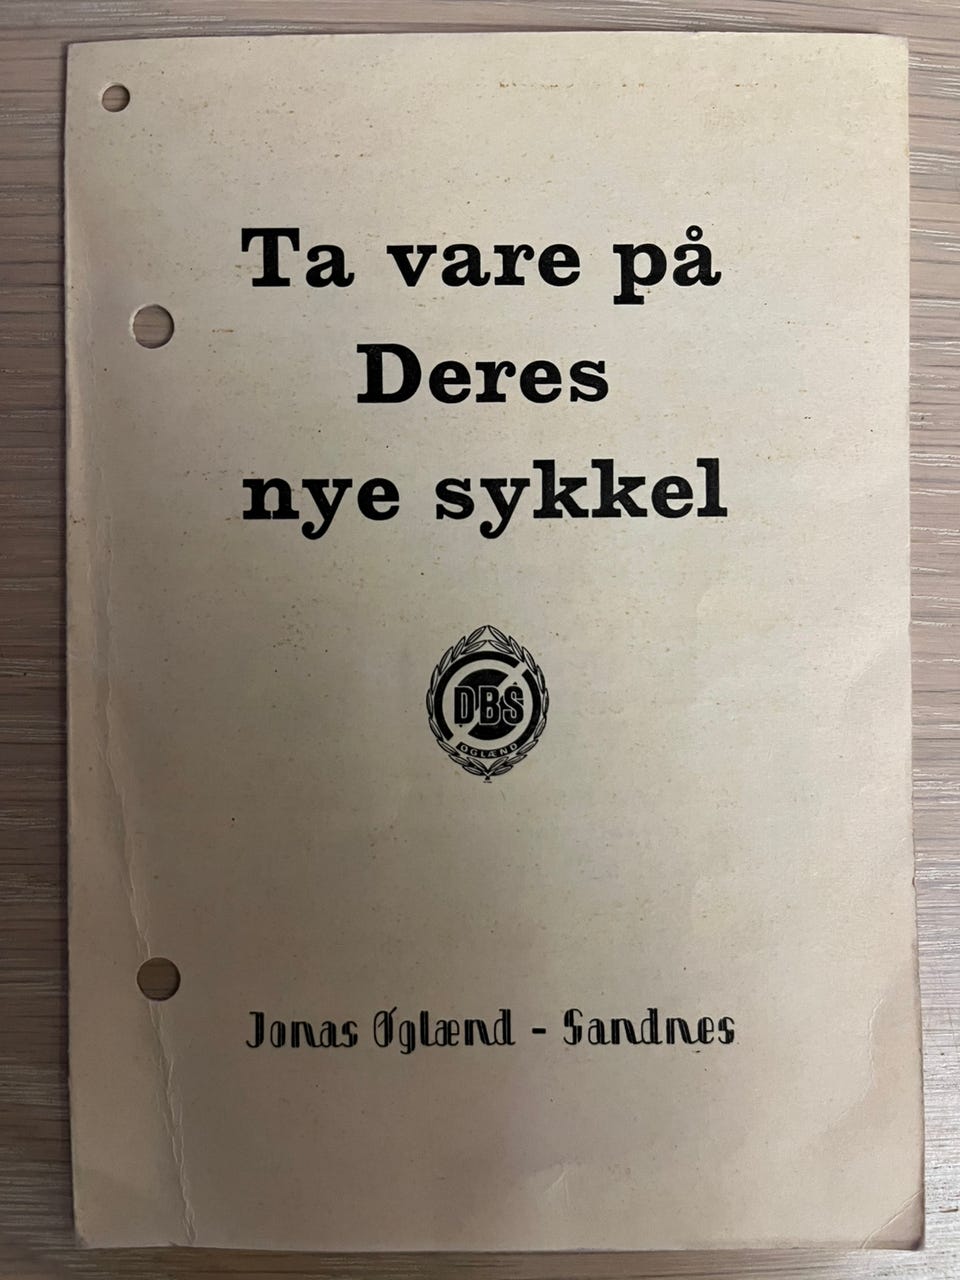 Ta vare på
Deres
nye sykkel
DBS
ØGLÆND
Jonas Øglænd - Sandnes